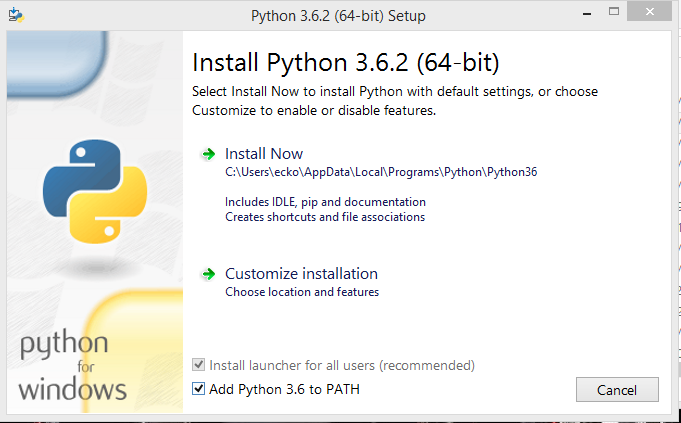 Python 3.6.2 (64-bit) Setup
Install Python 3.6.2 (64-bit)
Select Install Now to install Python with default settings, or choose
Customize to enable or disable features.
Install Now
C:\Users\ecko\AppData\Local\Programs\Python\Python36
Includes IDLE, pip and documentation
Creates shortcuts and file associations
Customize installation
Choose location and features
python
for
windows
Install launcher for all users (recommended)
Add Python 3.6 to PATH
Cancel